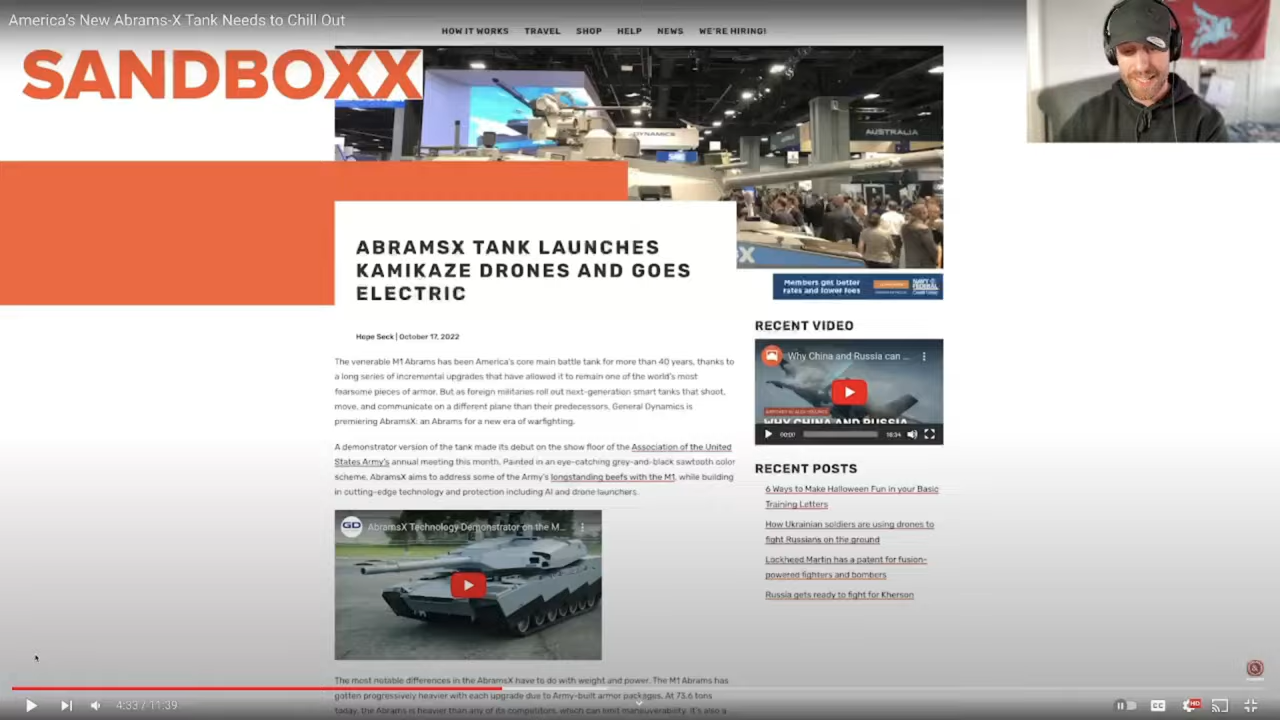 America's New Abrams-X Tank Needs to Chill Out
HOW IT WORKS TRAVEL SHOP HELP NEWS WE'RE HIRING!
SANDBOXX
DYNAMICS
AUSTRALIA
X
ABRAMSX TANK LAUNCHES
KAMIKAZE DRONES AND GOES
ELECTRIC
Members get better
rates and lower fees
NAVY
FEDERAL
Hope Seck | October 17, 2022
The venerable M1 Abrams has been America's core main battle tank for more than 40 years, thanks to
a long series of incremental upgrades that have allowed it to remain one of the world's most
fearsome pieces of armor. But as foreign militaries roll out next-generation smart tanks that shoot,
move, and communicate on a different plane than their predecessors, General Dynamics is
premiering AbramsX: an Abrams for a new era of warfighting.
A demonstrator version of the tank made its debut on the show floor of the Association of the United
States Army's annual meeting this month. Painted in an eye-catching grey-and-black sawtooth color
scheme, AbramsX aims to address some of the Army's longstanding beefs with the M1, while building
in cutting-edge technology and protection including AI and drone launchers.
GD AbramsX Technology Demonstrator on the M...
The most notable differences in the AbramsX have to do with weight and power. The M1 Abrams has
gotten progressively heavier with each upgrade due to Army-built armor packages. At 73.6 tons
today, the Abrams is heavier than any of its competitors, which can limit maneuverability. It's also a
RECENT VIDEO
Why China and Russia can ...
WHY CHINA AND RUSSIA
00:00 18:34
RECENT POSTS
6 Ways to Make Halloween Fun in your Basic
Training Letters
How Ukrainian soldiers are using drones to
fight Russians on the ground
Lockheed Martin has a patent for fusion-
powered fighters and bombers
Russia gets ready to fight for Kherson
4:33 / 11:39
CC
HD